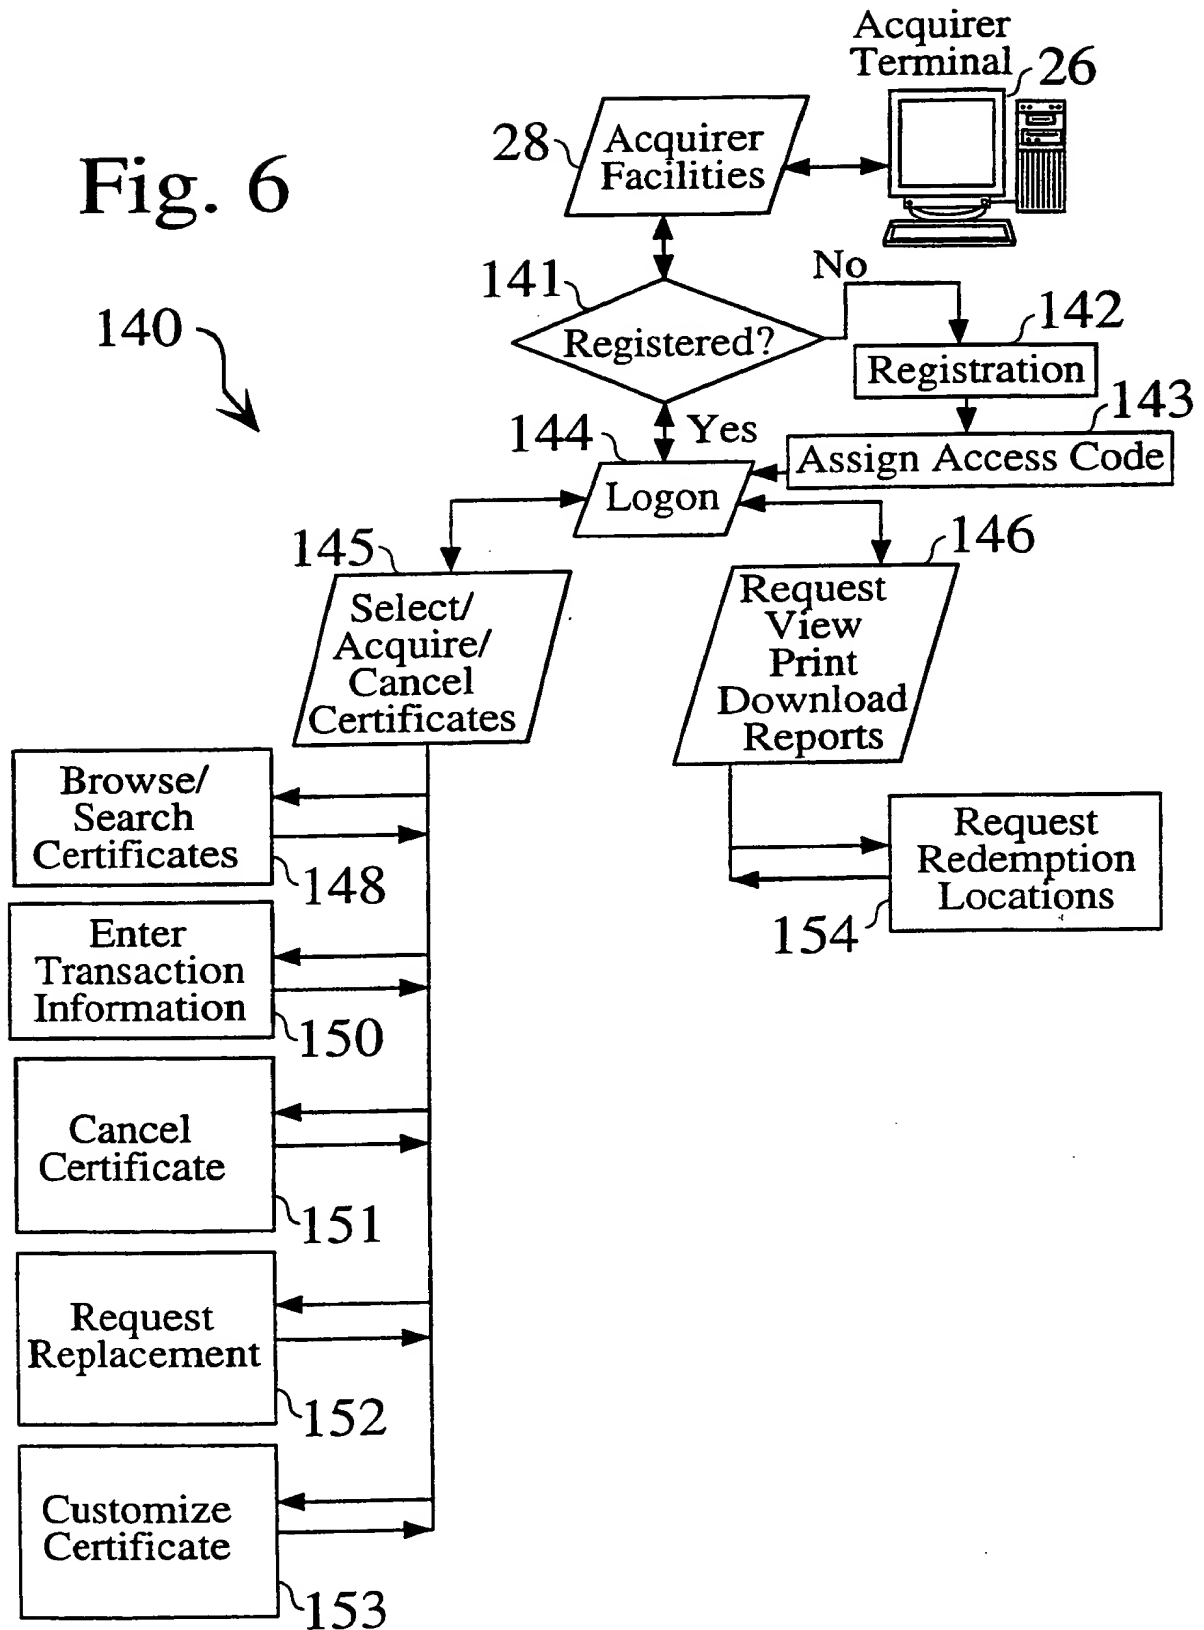 Acquirer
Terminal
26
28
Acquirer
Facilities
Fig. 6
141
No
Registered?
142
Registration
140
143
Assign Access Code
144
Yes
Logon
145
146
Select/
Acquire/
Cancel
Certificates
Request
View
Print
Download
Reports
Browse/
Search
Certificates
148
Request
Redemption
Locations
154
Enter
Transaction
Information
150
Cancel
Certificate
151
Request
Replacement
152
Customize
Certificate
153